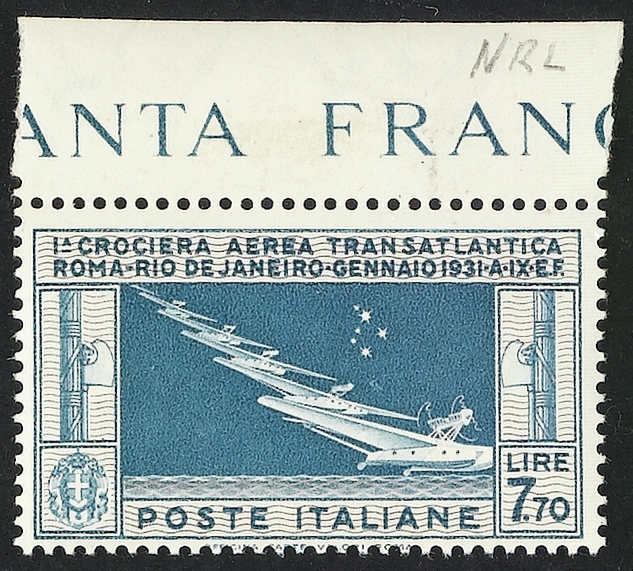 NRL
ANTA FRANC
Iª CROCIERA AEREA TRANSATLANTICA
ROMA-RIO DE JANEIRO-GENNAIO 1931-A-IX-E.F.
LIRE
7.70
POSTE ITALIANE